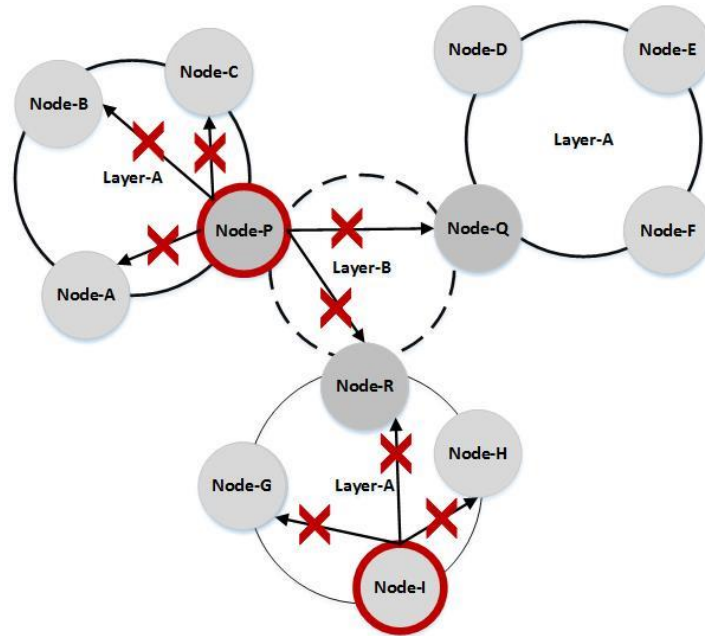 Node-D
Node-E
Node-C
Node-B
Layer-A
Layer-A
Node-P
Node-Q
Node-F
Layer-B
Node-A
Node-R
Node-H
Node-G
Layer-A
Node-I